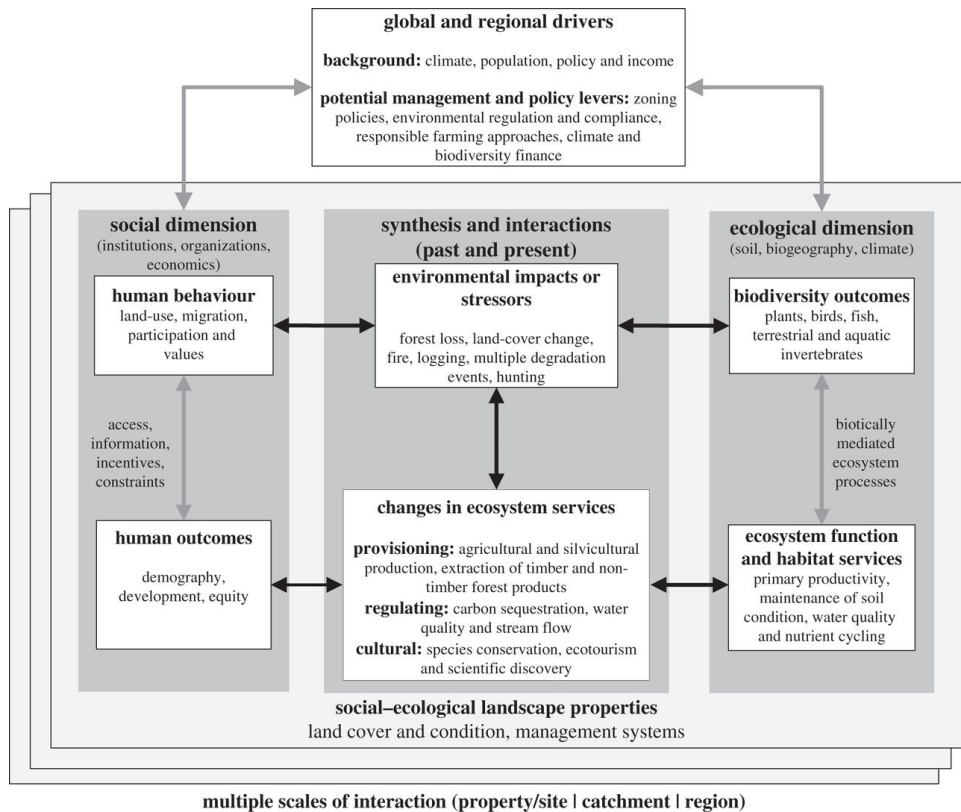 global and regional drivers
background: climate, population, policy and income
potential management and policy levers: zoning
policies, environmental regulation and compliance,
responsible farming approaches, climate and
biodiversity finance
social dimension
(institutions, organizations,
economics)
human behaviour
land-use, migration,
participation and
values
access,
information,
incentives,
constraints
human outcomes
demography,
development, equity
synthesis and interactions
(past and present)
environmental impacts or
stressors
forest loss, land-cover change,
fire, logging, multiple degradation
events, hunting
changes in ecosystem services
provisioning: agricultural and silvicultural
production, extraction of timber and non-
timber forest products
regulating: carbon sequestration, water
quality and stream flow
cultural: species conservation, ecotourism
and scientific discovery
ecological dimension
(soil, biogeography, climate)
biodiversity outcomes
plants, birds, fish,
terrestrial and aquatic
invertebrates
biotically
mediated
ecosystem
processes
ecosystem function
and habitat services
primary productivity,
maintenance of soil
condition, water quality
and nutrient cycling
social–ecological landscape properties
land cover and condition, management systems
multiple scales of interaction (property/site | catchment | region)